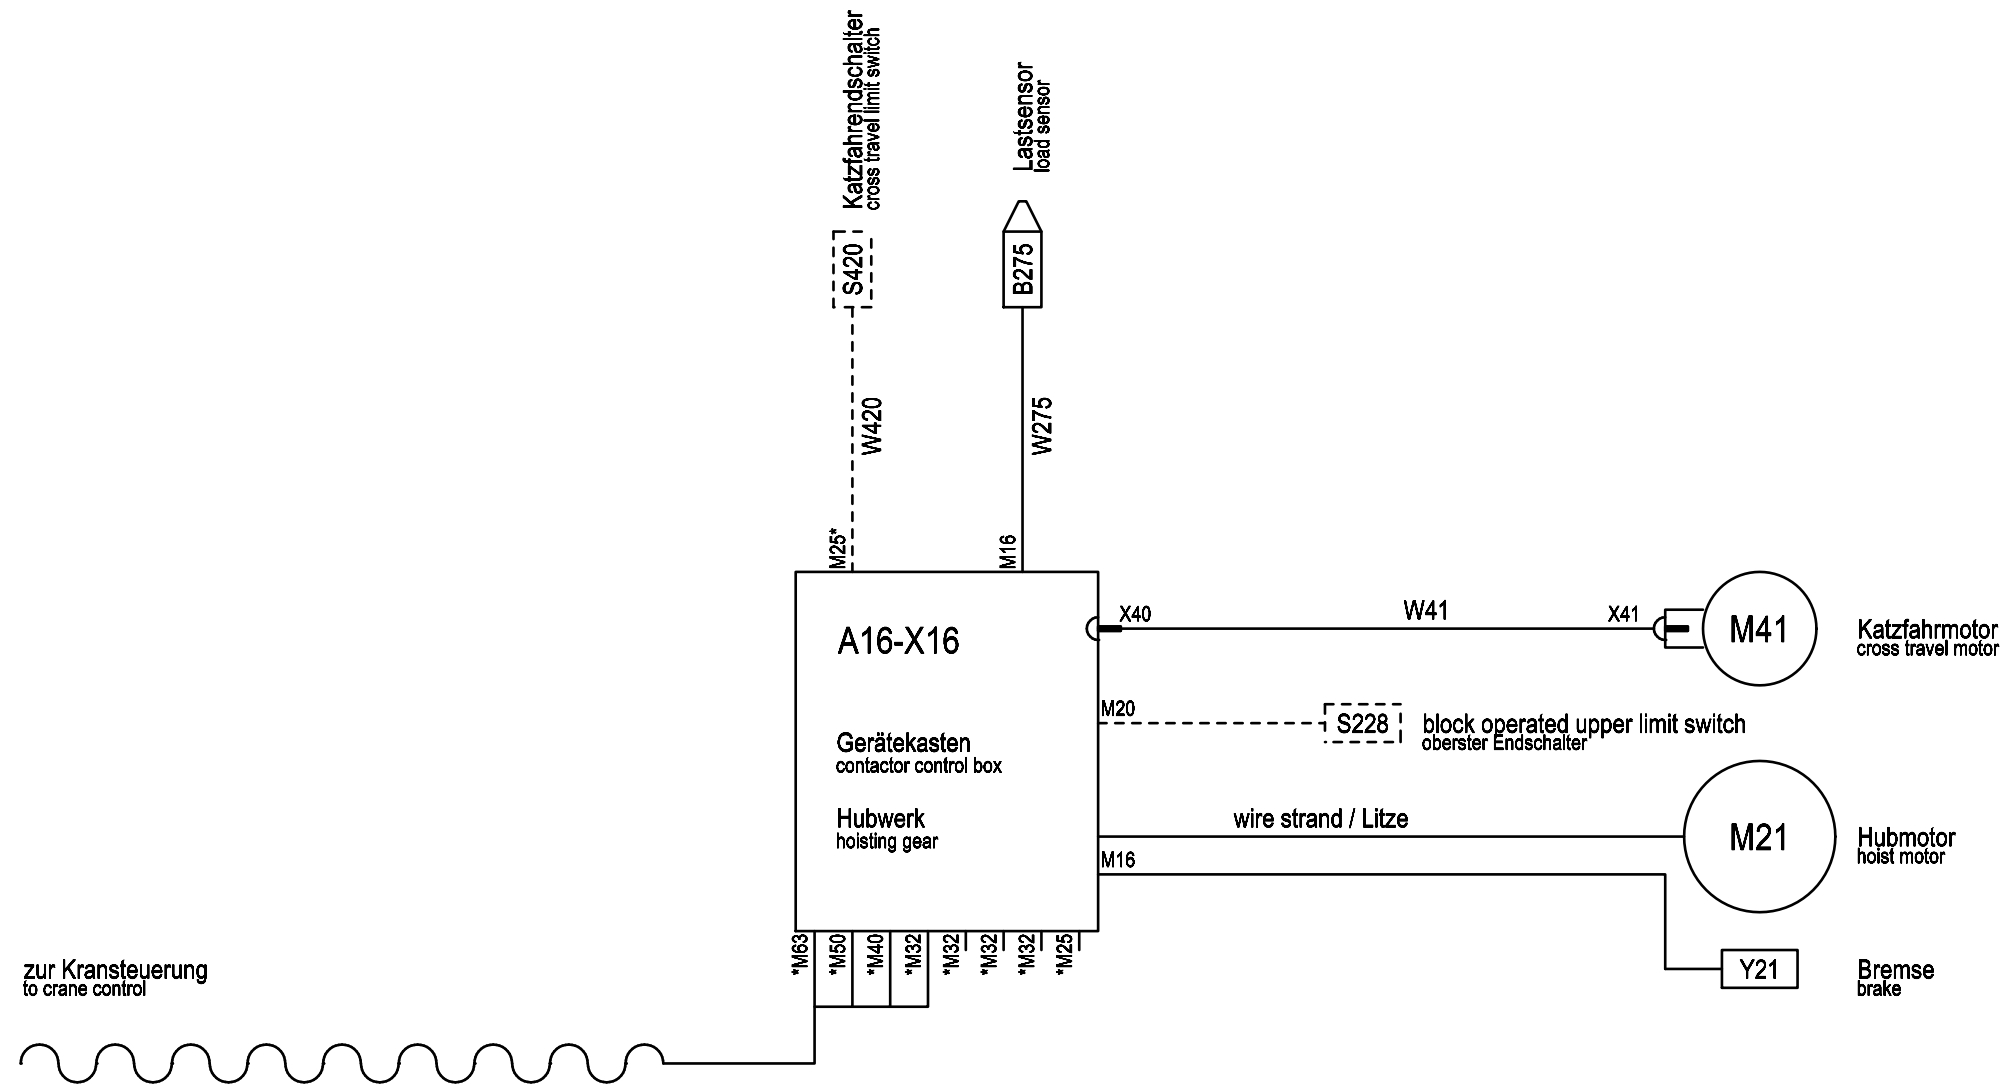 Katzfahrendschalter
cross travel limit switch
Lastsensor
load sensor
S420
B275
W420
W275
M25*
M16
A16-X16
Gerätekasten
contactor control box
Hubwerk
hoisting gear
X40
W41
X41
M41
Katzfahrmotor
cross travel motor
M20
S228
block operated upper limit switch
oberster Endschalter
wire strand / Litze
M21
Hubmotor
hoist motor
M16
Y21
Bremse
brake
*M63
*M50
*M40
*M32
*M32
*M32
*M32
*M25
zur Kransteuerung
to crane control